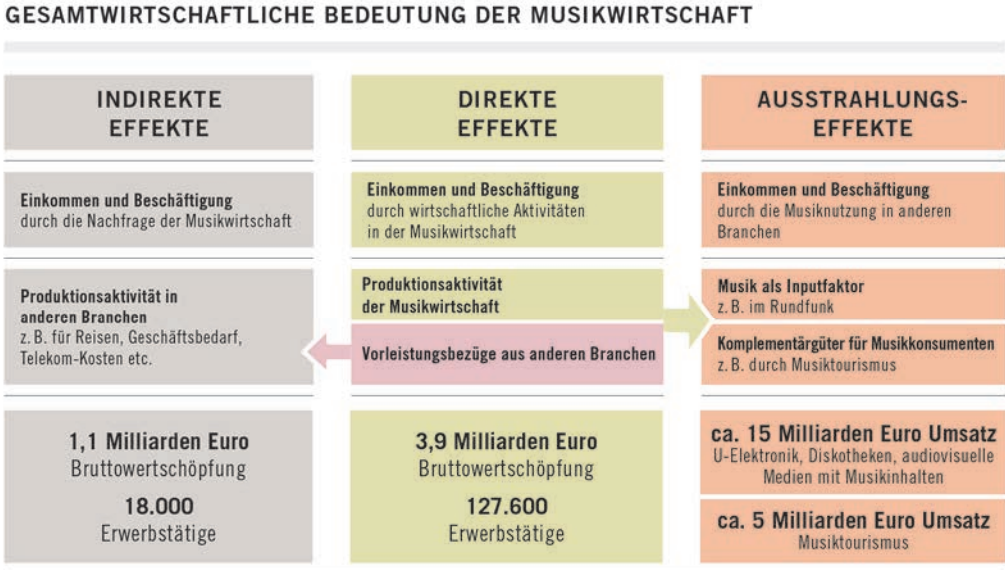 GESAMTWIRTSCHAFTLICHE BEDEUTUNG DER MUSIKWIRTSCHAFT
INDIREKTE
EFFEKTE
Einkommen und Beschäftigung
durch die Nachfrage der Musikwirtschaft
Produktionsaktivität in
anderen Branchen
z. B. für Reisen, Geschäftsbedarf,
Telekom-Kosten etc.
1,1 Milliarden Euro
Bruttowertschöpfung
18.000
Erwerbstätige
DIREKTE
EFFEKTE
Einkommen und Beschäftigung
durch wirtschaftliche Aktivitäten
in der Musikwirtschaft
Produktionsaktivität
der Musikwirtschaft
Vorleistungsbezüge aus anderen Branchen
3,9 Milliarden Euro
Bruttowertschöpfung
127.600
Erwerbstätige
AUSSTRAHLUNGS-
EFFEKTE
Einkommen und Beschäftigung
durch die Musiknutzung in anderen
Branchen
Musik als Inputfaktor
z. B. im Rundfunk
Komplementärgüter für Musikkonsumenten
z. B. durch Musiktourismus
ca. 15 Milliarden Euro Umsatz
U-Elektronik, Diskotheken, audiovisuelle
Medien mit Musikinhalten
ca. 5 Milliarden Euro Umsatz
Musiktourismus